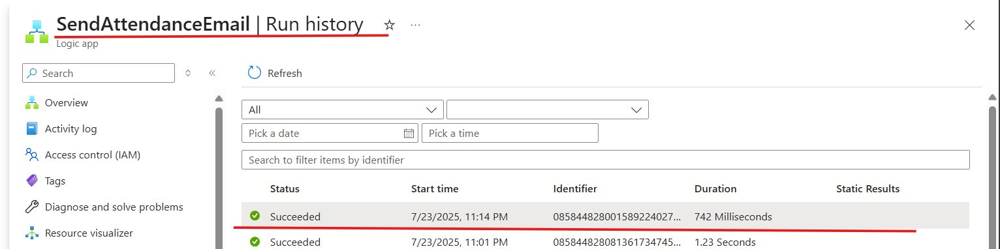 SendAttendanceEmail | Run history
Logic app
Search
Refresh
Overview
Activity log
Access control (IAM)
Tags
Diagnose and solve problems
Resource visualizer
All
Pick a date
Pick a time
Search to filter items by identifier
Status Start time Identifier Duration Static Results
Succeeded 7/23/2025, 11:14 PM 085844828001589224027... 742 Milliseconds
Succeeded 7/23/2025, 11:01 PM 085844828081361734745... 1.23 Seconds